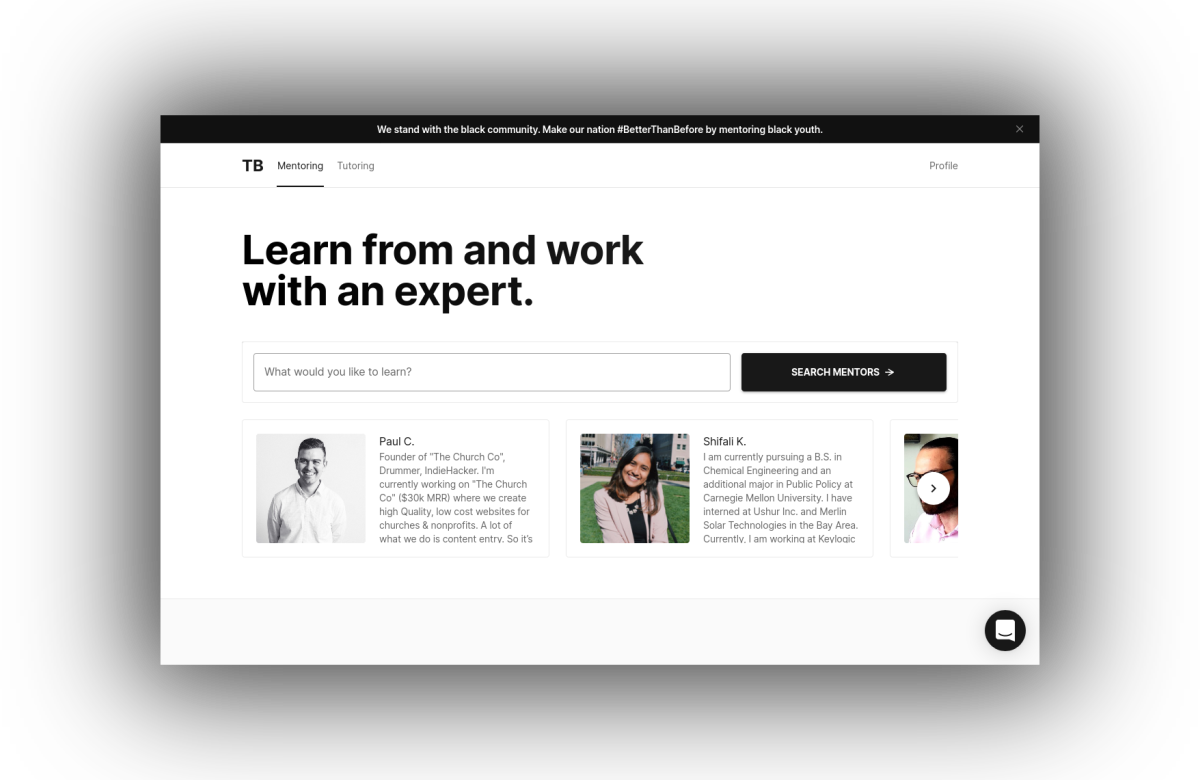 We stand with the black community. Make our nation #BetterThanBefore by mentoring black youth.
TB Mentoring Tutoring Profile
Learn from and work
with an expert.
What would you like to learn?
SEARCH MENTORS →
Paul C.
Founder of "The Church Co",
Drummer, IndieHacker. I'm
currently working on "The Church
Co" ($30k MRR) where we create
high Quality, low cost websites for
churches & nonprofits. A lot of
what we do is content entry. So it's
Shifali K.
I am currently pursuing a B.S. in
Chemical Engineering and an
additional major in Public Policy at
Carnegie Mellon University. I have
interned at Ushur Inc. and Merlin
Solar Technologies in the Bay Area.
Currently, I am working at Keylogic